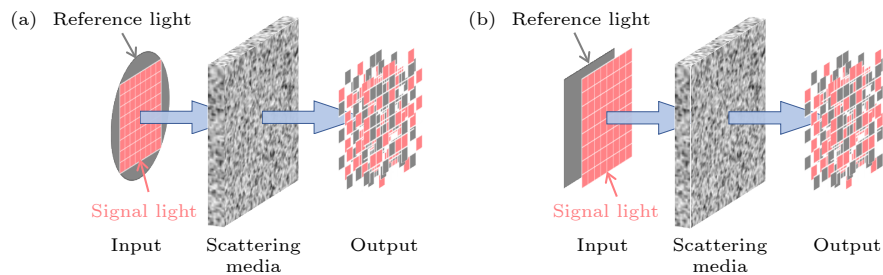 (a) Reference light
Signal light
Input
Scattering
media
Output
(b) Reference light
Signal light
Input
Scattering
media
Output